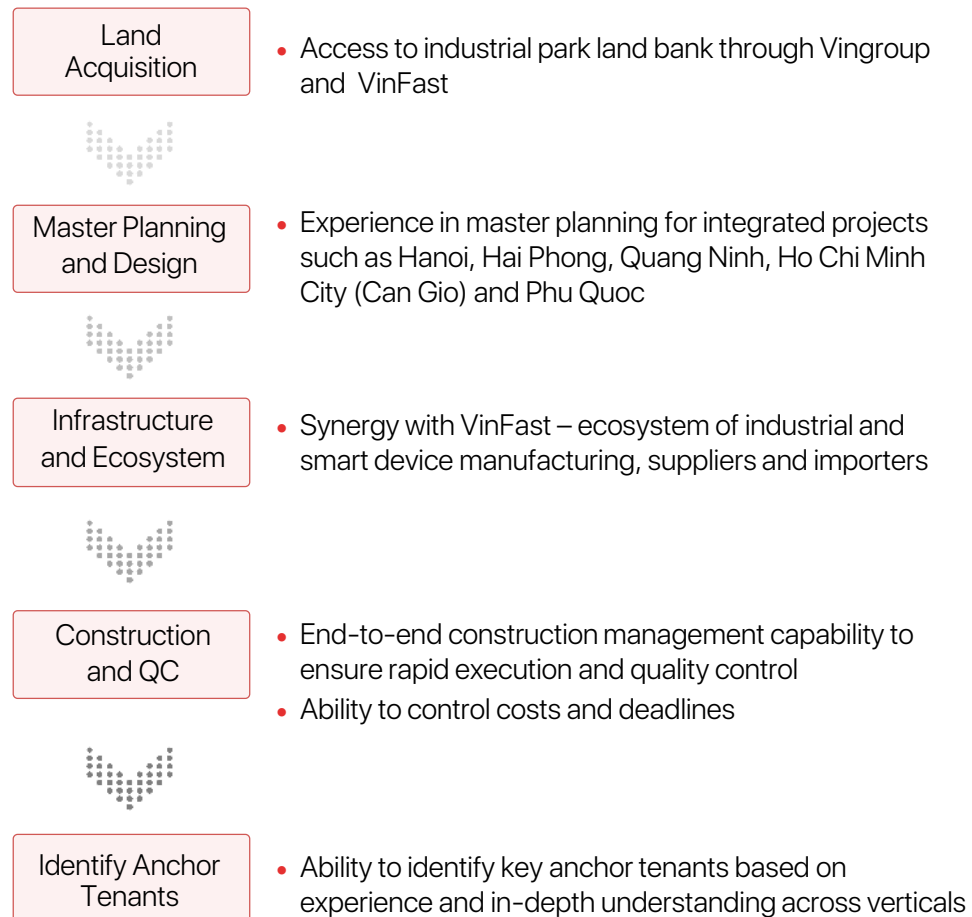 Land
Acquisition
• Access to industrial park land bank through Vingroup
and VinFast
Master Planning
and Design
• Experience in master planning for integrated projects
such as Hanoi, Hai Phong, Quang Ninh, Ho Chi Minh
City (Can Gio) and Phu Quoc
Infrastructure
and Ecosystem
• Synergy with VinFast – ecosystem of industrial and
smart device manufacturing, suppliers and importers
Construction
and QC
• End-to-end construction management capability to
ensure rapid execution and quality control
• Ability to control costs and deadlines
Identify Anchor
Tenants
• Ability to identify key anchor tenants based on
experience and in-depth understanding across verticals